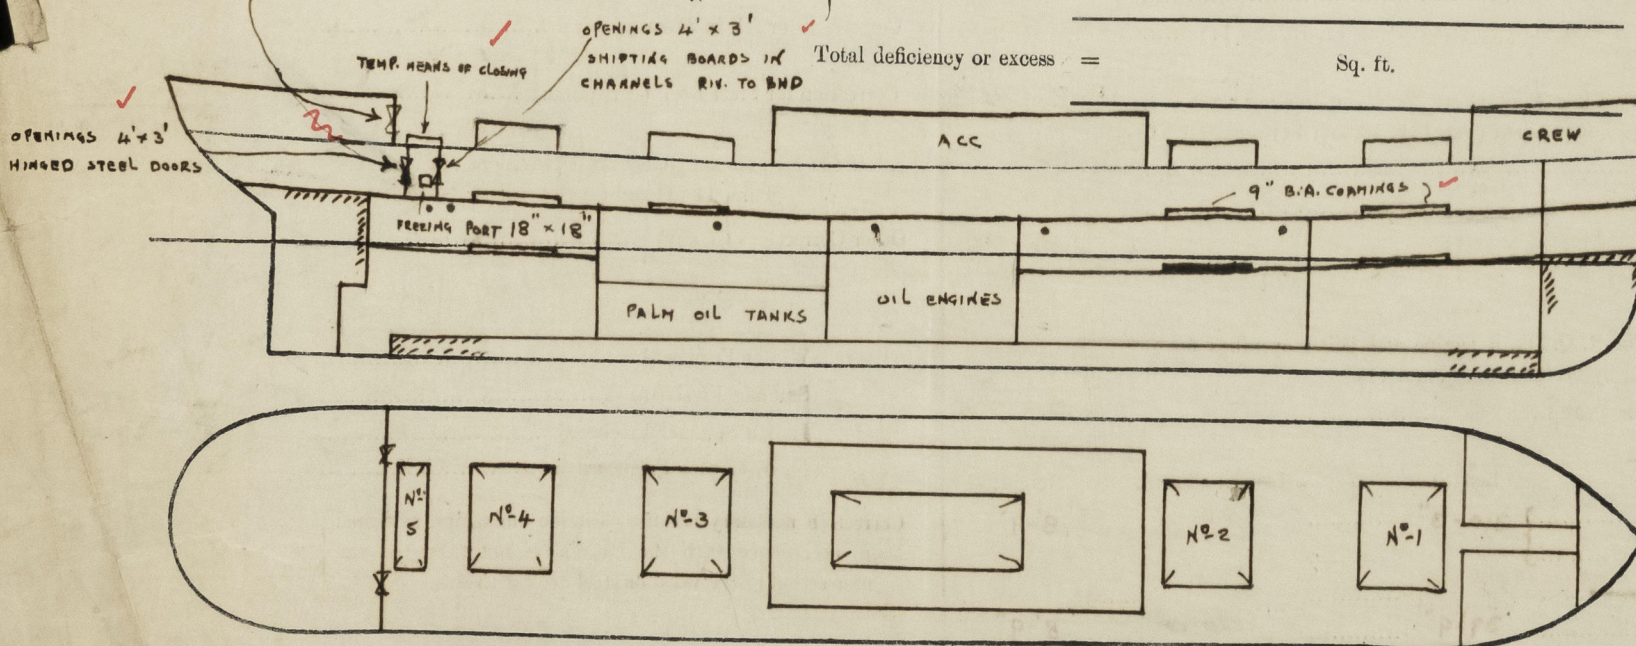 OPENINGS 4' x 3'
SHIFTING BOARDS IN
CHANNELS RIV. TO BHD
Total deficiency or excess =
Sq. ft.
TEMP. MEANS OF CLOSING
OPENINGS 4' x 3'
HINGED STEEL DOORS
ACC
CREW
9" B.A. COAMINGS
FREEING PORT 18" x 18"
PALM OIL TANKS
OIL ENGINES
Nº 5
Nº 4
Nº 3
Nº 2
Nº 1